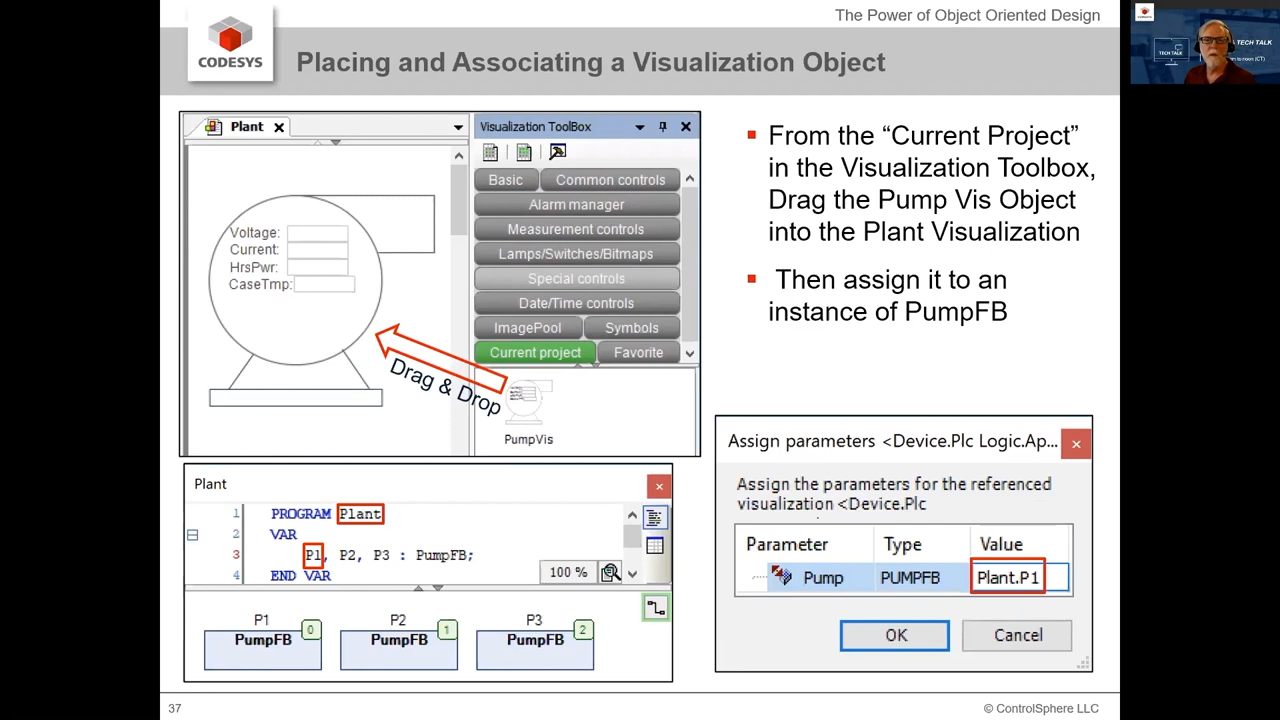 The Power of Object Oriented Design
CODESYS
Placing and Associating a Visualization Object
TECH TALK
TECH TALK
to noon (CT)
Plant
Voltage:
Current:
HrsPwr:
CaseTmp:
Visualization ToolBox
Basic
Common controls
Alarm manager
Measurement controls
Lamps/Switches/Bitmaps
Special controls
Date/Time controls
ImagePool
Symbols
Current project
Favorite
Drag & Drop
PumpVis
▪ From the “Current Project”
in the Visualization Toolbox,
Drag the Pump Vis Object
into the Plant Visualization
▪ Then assign it to an
instance of PumpFB
Plant
1 PROGRAM Plant
2 VAR
3 P1, P2, P3 : PumpFB;
4 END VAR
100 %
P1
PumpFB
0
P2
PumpFB
1
P3
PumpFB
2
Assign parameters <Device.Plc Logic.Ap...
Assign the parameters for the referenced
visualization <Device.Plc
Parameter Type Value
Pump PUMPFB Plant.P1
OK
Cancel
37
© ControlSphere LLC